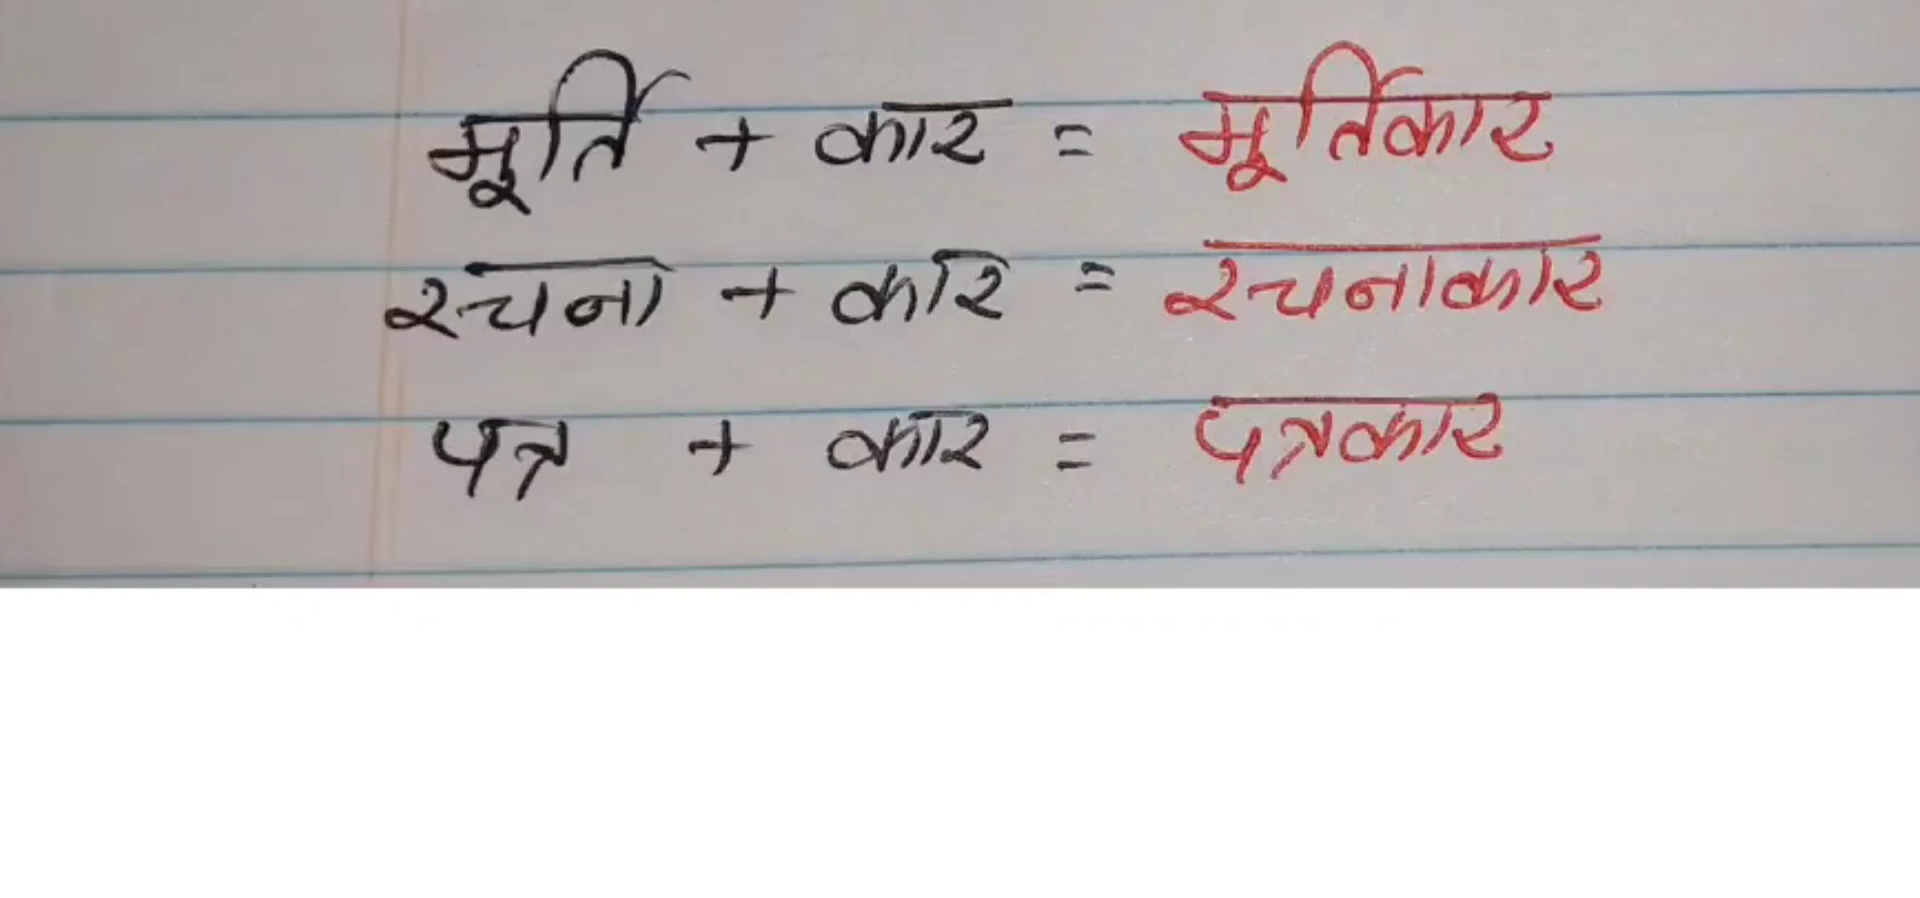 मूर्ति + कार = मूर्तिकार
रचना + कार = रचनाकार
पत्र + कार = पत्रकार